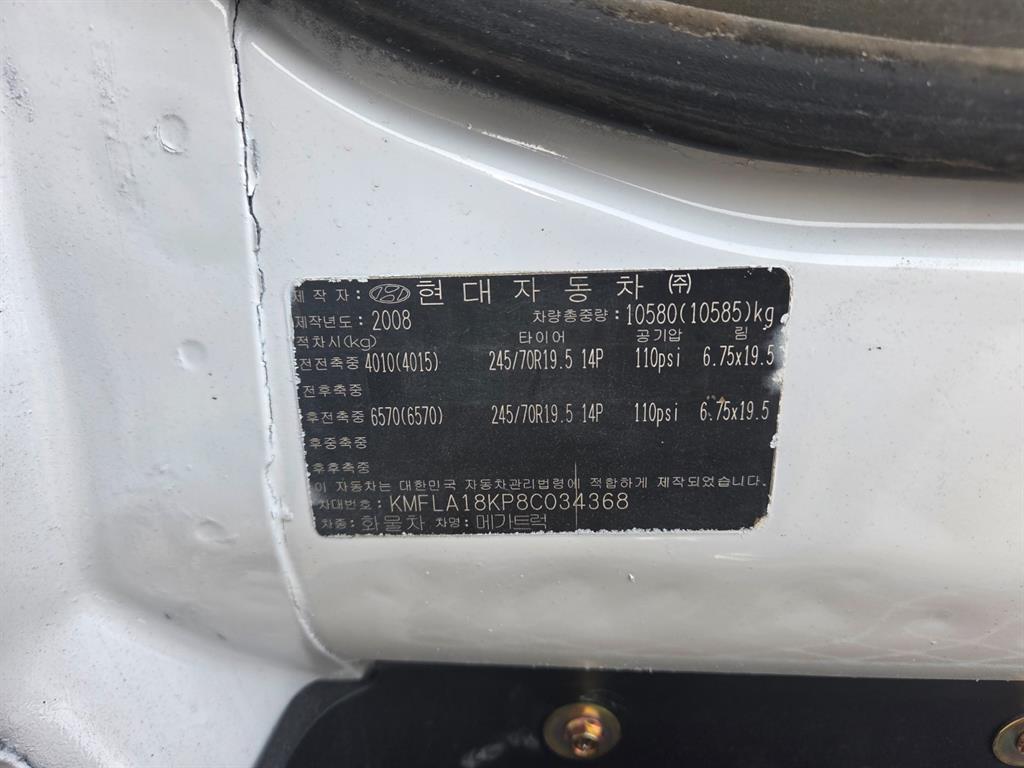 제 작 자 : 현 대 자 동 차 ㈜
제작년도 : 2008 차량총중량 : 10580(10585)kg
적차시(kg) 타이어 공기압 림
전전축중 4010(4015) 245/70R19.5 14P 110psi 6.75x19.5
전후축중
후전축중 6570(6570) 245/70R19.5 14P 110psi 6.75x19.5
후중축중
후후축중
이 자동차는 대한민국 자동차관리법령에 적합하게 제작되었습니다.
차대번호 : KMFLA18KP8C034368
차종 : 화물차 차명 : 메가트럭